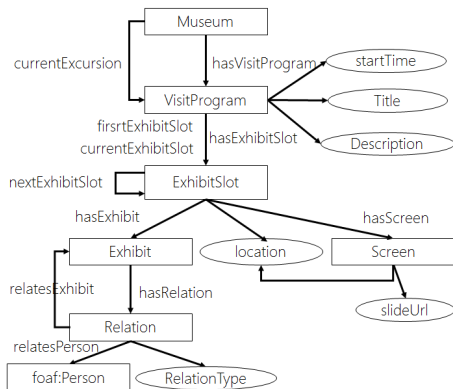 Museum
currentExcursion
hasVisitProgram
startTime
VisitProgram
Title
firsrtExhibitSlot
hasExhibitSlot
currentExhibitSlot
Description
nextExhibitSlot
ExhibitSlot
hasExhibit
hasScreen
Exhibit
location
Screen
relatesExhibit
hasRelation
slideUrl
Relation
relatesPerson
foaf:Person
RelationType